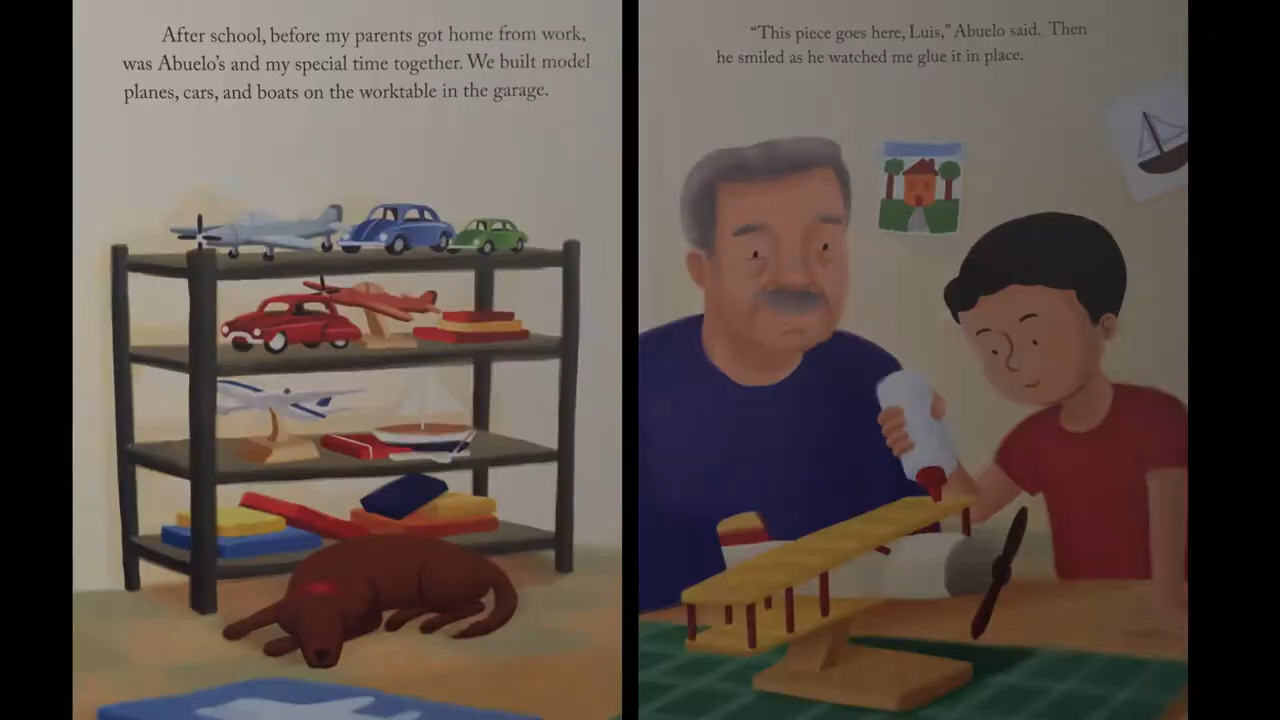 After school, before my parents got home from work,
was Abuelo’s and my special time together. We built model
planes, cars, and boats on the worktable in the garage.
“This piece goes here, Luis,” Abuelo said. Then
he smiled as he watched me glue it in place.